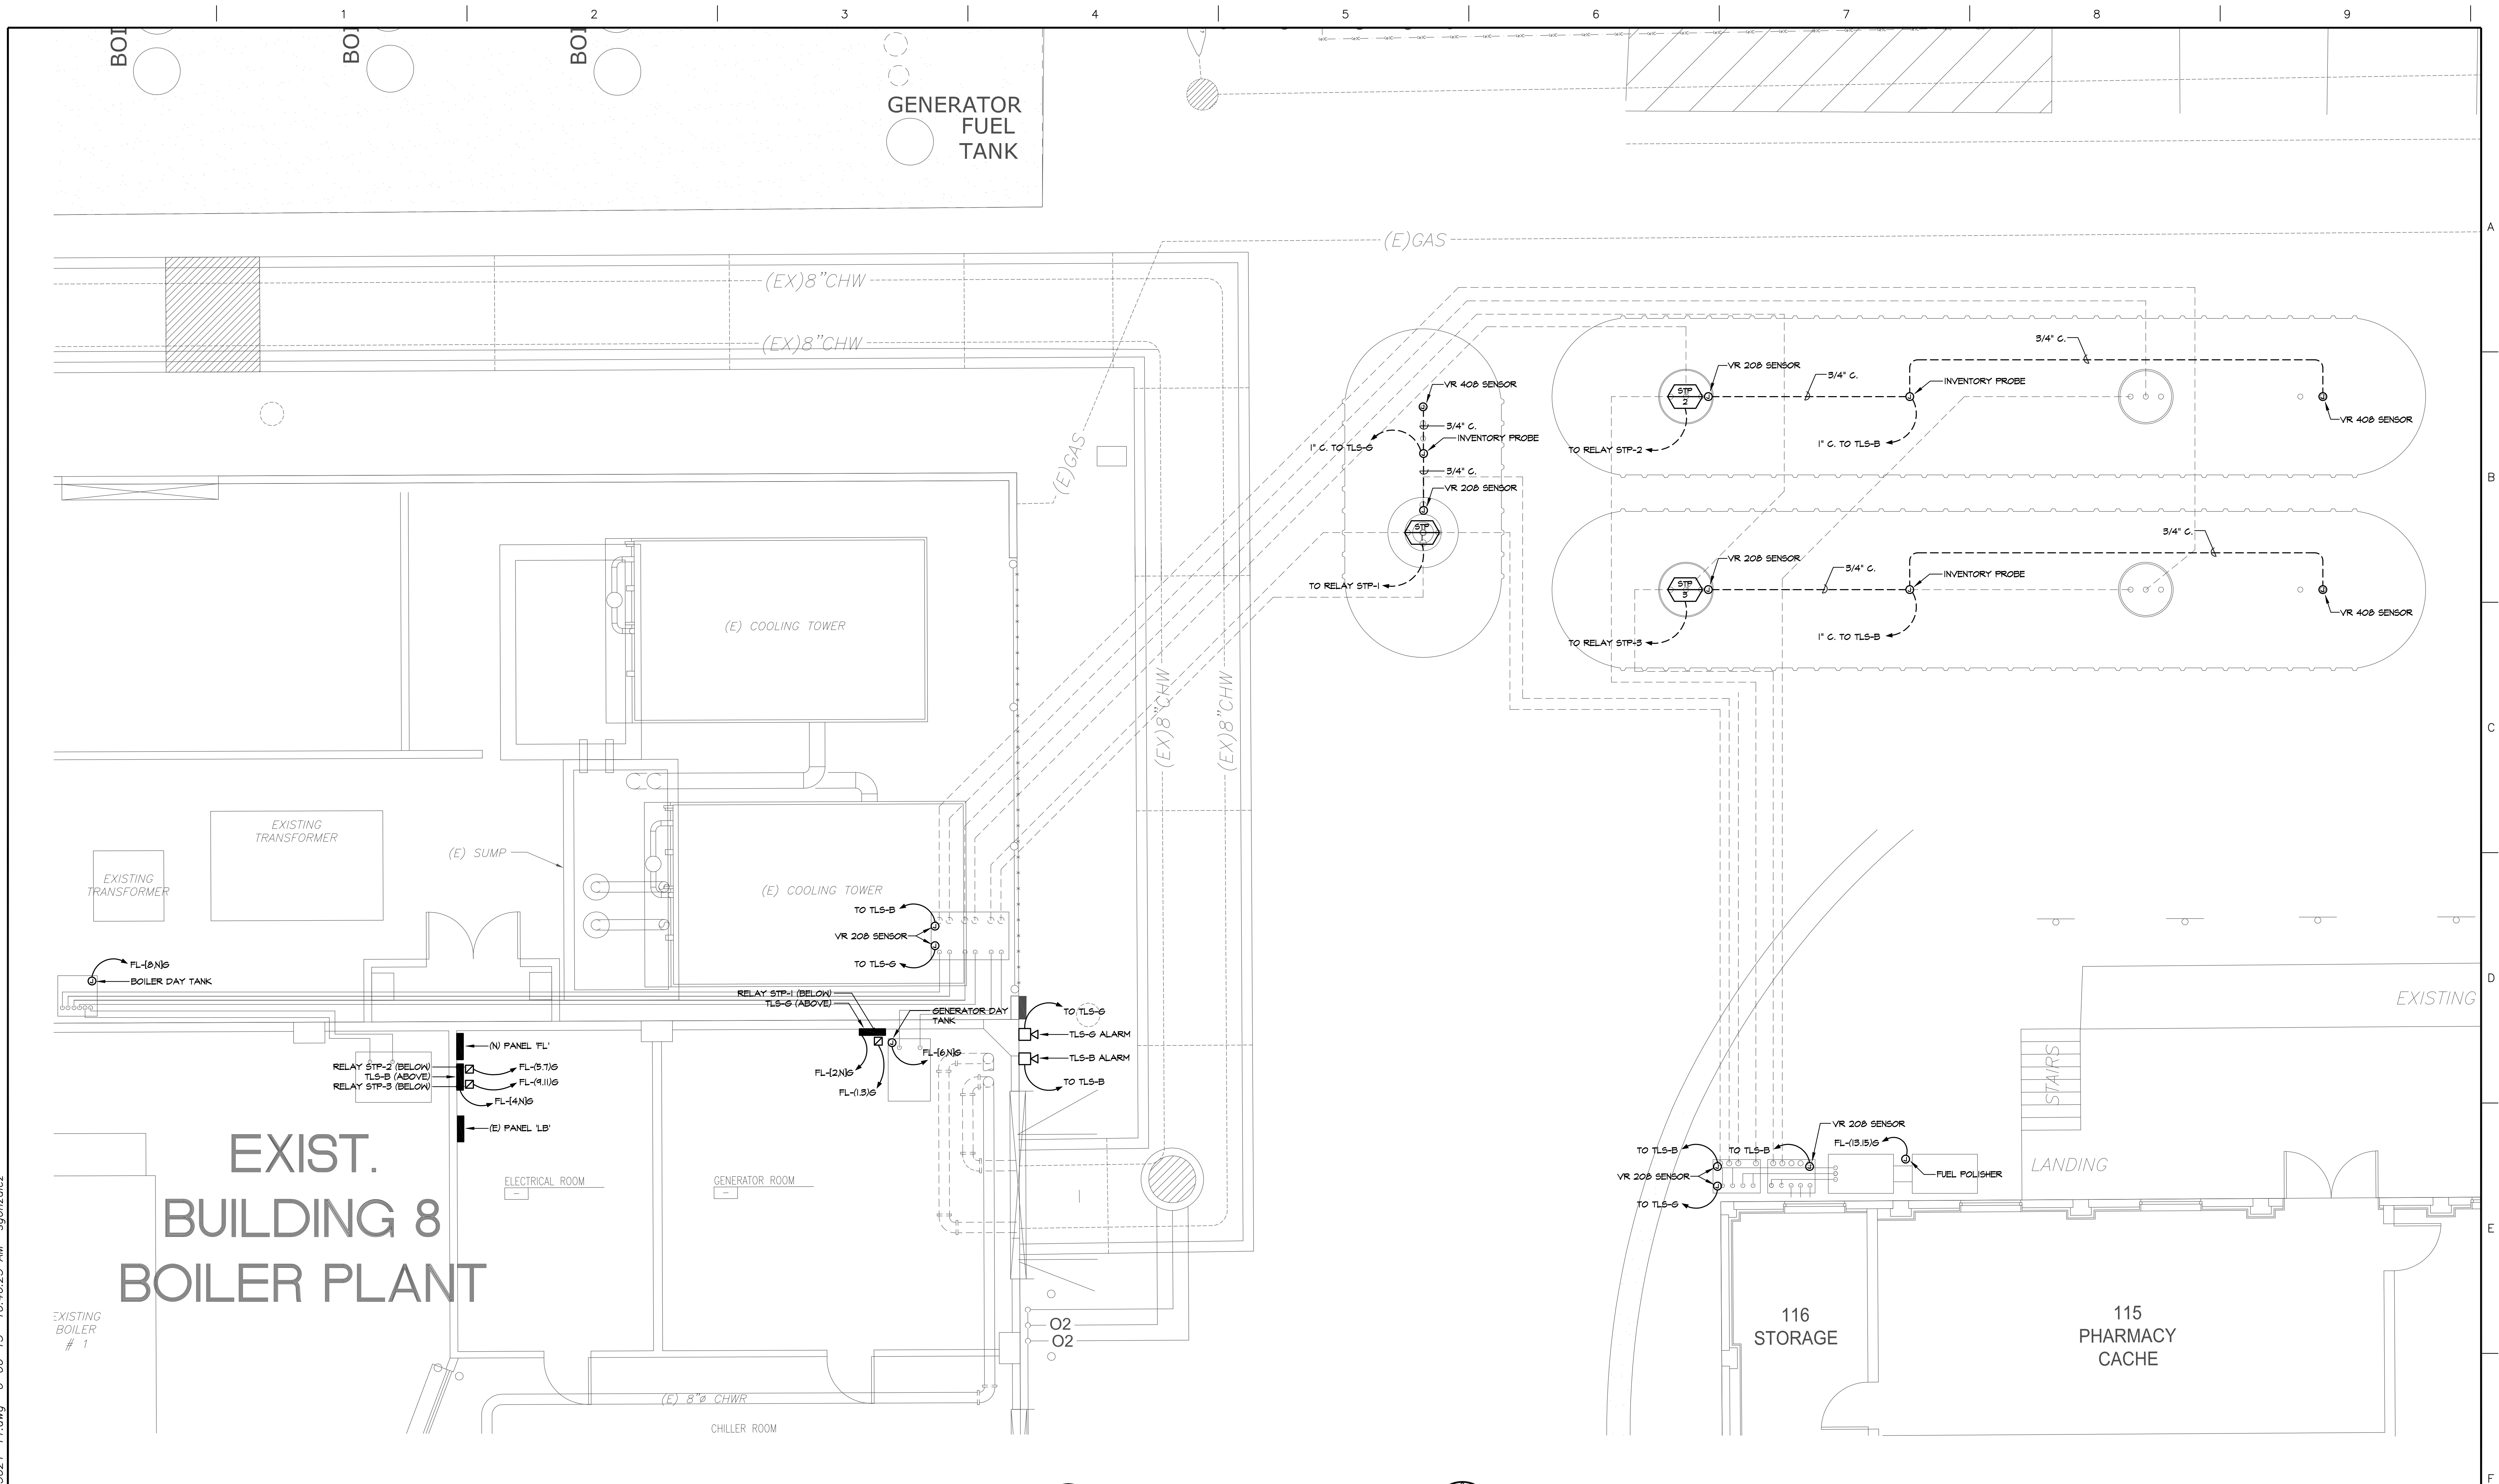 1 2 3 4 5 6 7 8 9
GENERATOR
FUEL
TANK
A
(E)GAS
(EX)8"CHW
(EX)8"CHW
3/4" C.
VR 208 SENSOR
3/4" C.
INVENTORY PROBE
VR 408 SENSOR
STP
2
3/4" C.
INVENTORY PROBE
1" C. TO TLS-G
VR 408 SENSOR
TO RELAY STP-2
1" C. TO TLS-B
(E)GAS
3/4" C.
B
VR 208 SENSOR
STP
1
3/4" C.
VR 208 SENSOR
3/4" C.
INVENTORY PROBE
TO RELAY STP-1
STP
3
VR 408 SENSOR
(E) COOLING TOWER
TO RELAY STP-3
1" C. TO TLS-B
(EX)8"CHW
(EX)8"CHW
C
EXISTING
TRANSFORMER
(E) SUMP
EXISTING
TRANSFORMER
(E) COOLING TOWER
TO TLS-B
VR 208 SENSOR
TO TLS-G
FL-[8,N]G
BOILER DAY TANK
D
RELAY STP-1 (BELOW)
TLS-G (ABOVE)
GENERATOR DAY
TANK
TO TLS-G
EXISTING
TLS-G ALARM
(N) PANEL 'FL'
FL-[6,N]G
TLS-B ALARM
RELAY STP-2 (BELOW)
TLS-B (ABOVE)
RELAY STP-3 (BELOW)
FL-(5,7)G
FL-(9,11)G
FL-[2,N]G
TO TLS-B
FL-(1,3)G
FL-[4,N]G
STAIRS
(E) PANEL 'LB'
VR 208 SENSOR
FL-(13,15)G
TO TLS-B
TO TLS-B
EXIST.
BUILDING 8
BOILER PLANT
LANDING
VR 208 SENSOR
FUEL POLISHER
ELECTRICAL ROOM
GENERATOR ROOM
TO TLS-G
E
EXISTING
BOILER
# 1
O2
O2
116
STORAGE
115
PHARMACY
CACHE
(E) 8"ø CHWR
CHILLER ROOM
F